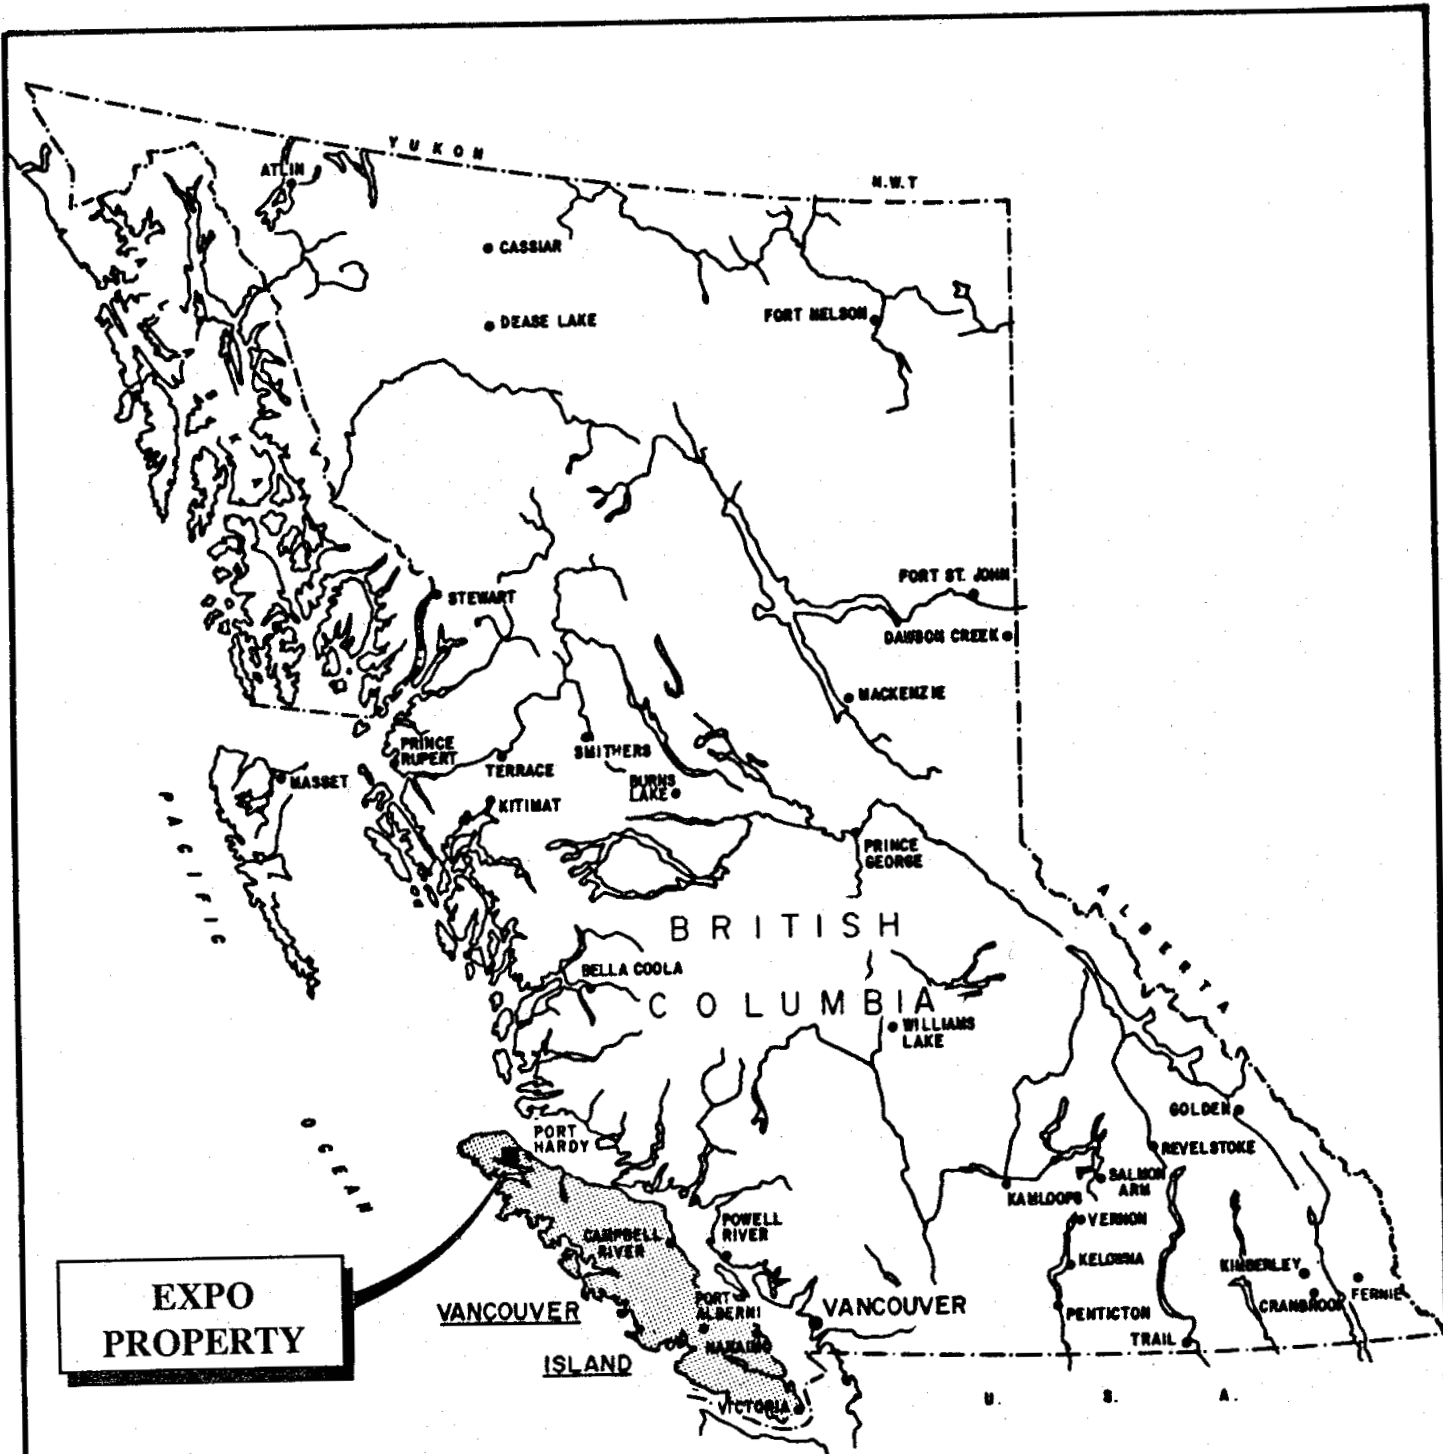 YUKON
N.W.T
ATLIN
CASSIAR
DEASE LAKE
FORT NELSON
FORT ST. JOHN
STEWART
DAWSON CREEK
MACKENZIE
PRINCE
RUPERT
SMITHERS
TERRACE
MASSET
BURNS
LAKE
KITIMAT
PACIFIC
PRINCE
GEORGE
ALBERTA
BRITISH
BELLA COOLA
COLUMBIA
WILLIAMS
LAKE
OCEAN
GOLDEN
PORT
HARDY
REVELSTOKE
SALMON
ARM
KAMLOOPS
VERNON
POWELL
RIVER
CAMPBELL
RIVER
KELOWNA
KIMBERLEY
FERNIE
CRANBROOK
EXPO
PROPERTY
PORT
ALBERNI
VANCOUVER
VANCOUVER
PENTICTON
TRAIL
NANAIMO
ISLAND
VICTORIA
U. S. A.